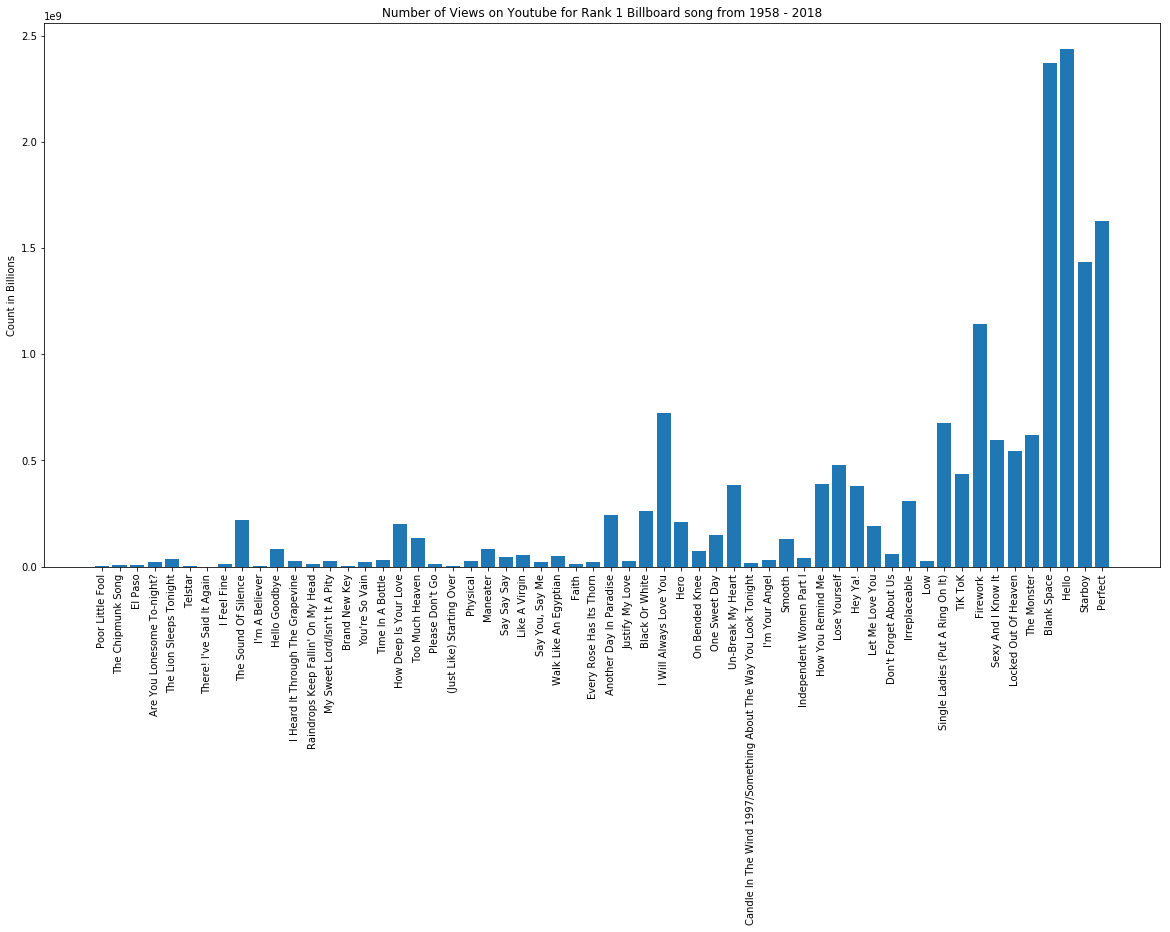 Number of Views on Youtube for Rank 1 Billboard song from 1958 - 2018
1e9
2.5
2.0
1.5
1.0
0.5
0.0
Count in Billions
Poor Little Fool
The Chipmunk Song
El Paso
Are You Lonesome To-night?
The Lion Sleeps Tonight
Telstar
There! I've Said It Again
I Feel Fine
The Sound Of Silence
I'm A Believer
Hello Goodbye
I Heard It Through The Grapevine
Raindrops Keep Fallin' On My Head
My Sweet Lord/Isn't It A Pity
Brand New Key
You're So Vain
Time In A Bottle
How Deep Is Your Love
Too Much Heaven
Please Don't Go
(Just Like) Starting Over
Physical
Maneater
Say Say Say
Like A Virgin
Say You, Say Me
Walk Like An Egyptian
Faith
Every Rose Has Its Thorn
Another Day In Paradise
Justify My Love
Black Or White
I Will Always Love You
Hero
On Bended Knee
One Sweet Day
Un-Break My Heart
Candle In The Wind 1997/Something About The Way You Look Tonight
I'm Your Angel
Smooth
Independent Women Part I
How You Remind Me
Lose Yourself
Hey Ya!
Let Me Love You
Don't Forget About Us
Irreplaceable
Low
Single Ladies (Put A Ring On It)
TiK ToK
Firework
Sexy And I Know It
Locked Out Of Heaven
The Monster
Blank Space
Hello
Starboy
Perfect